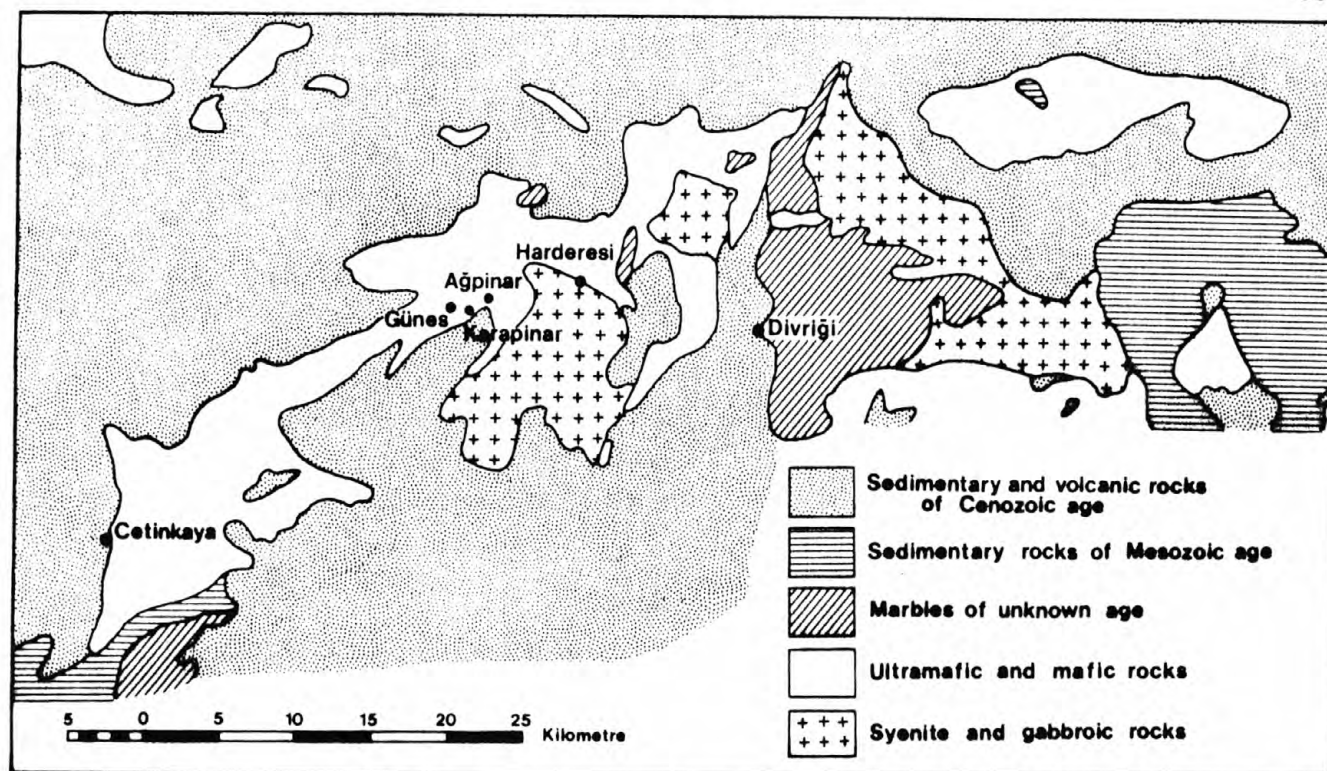 Harderesi
Ağpinar
Günes
Karapinar
Divriği
Cetinkaya
Sedimentary and volcanic rocks
of Cenozoic age
Sedimentary rocks of Mesozoic age
Marbles of unknown age
Ultramafic and mafic rocks
Syenite and gabbroic rocks
5 0 5 10 15 20 25
Kilometre